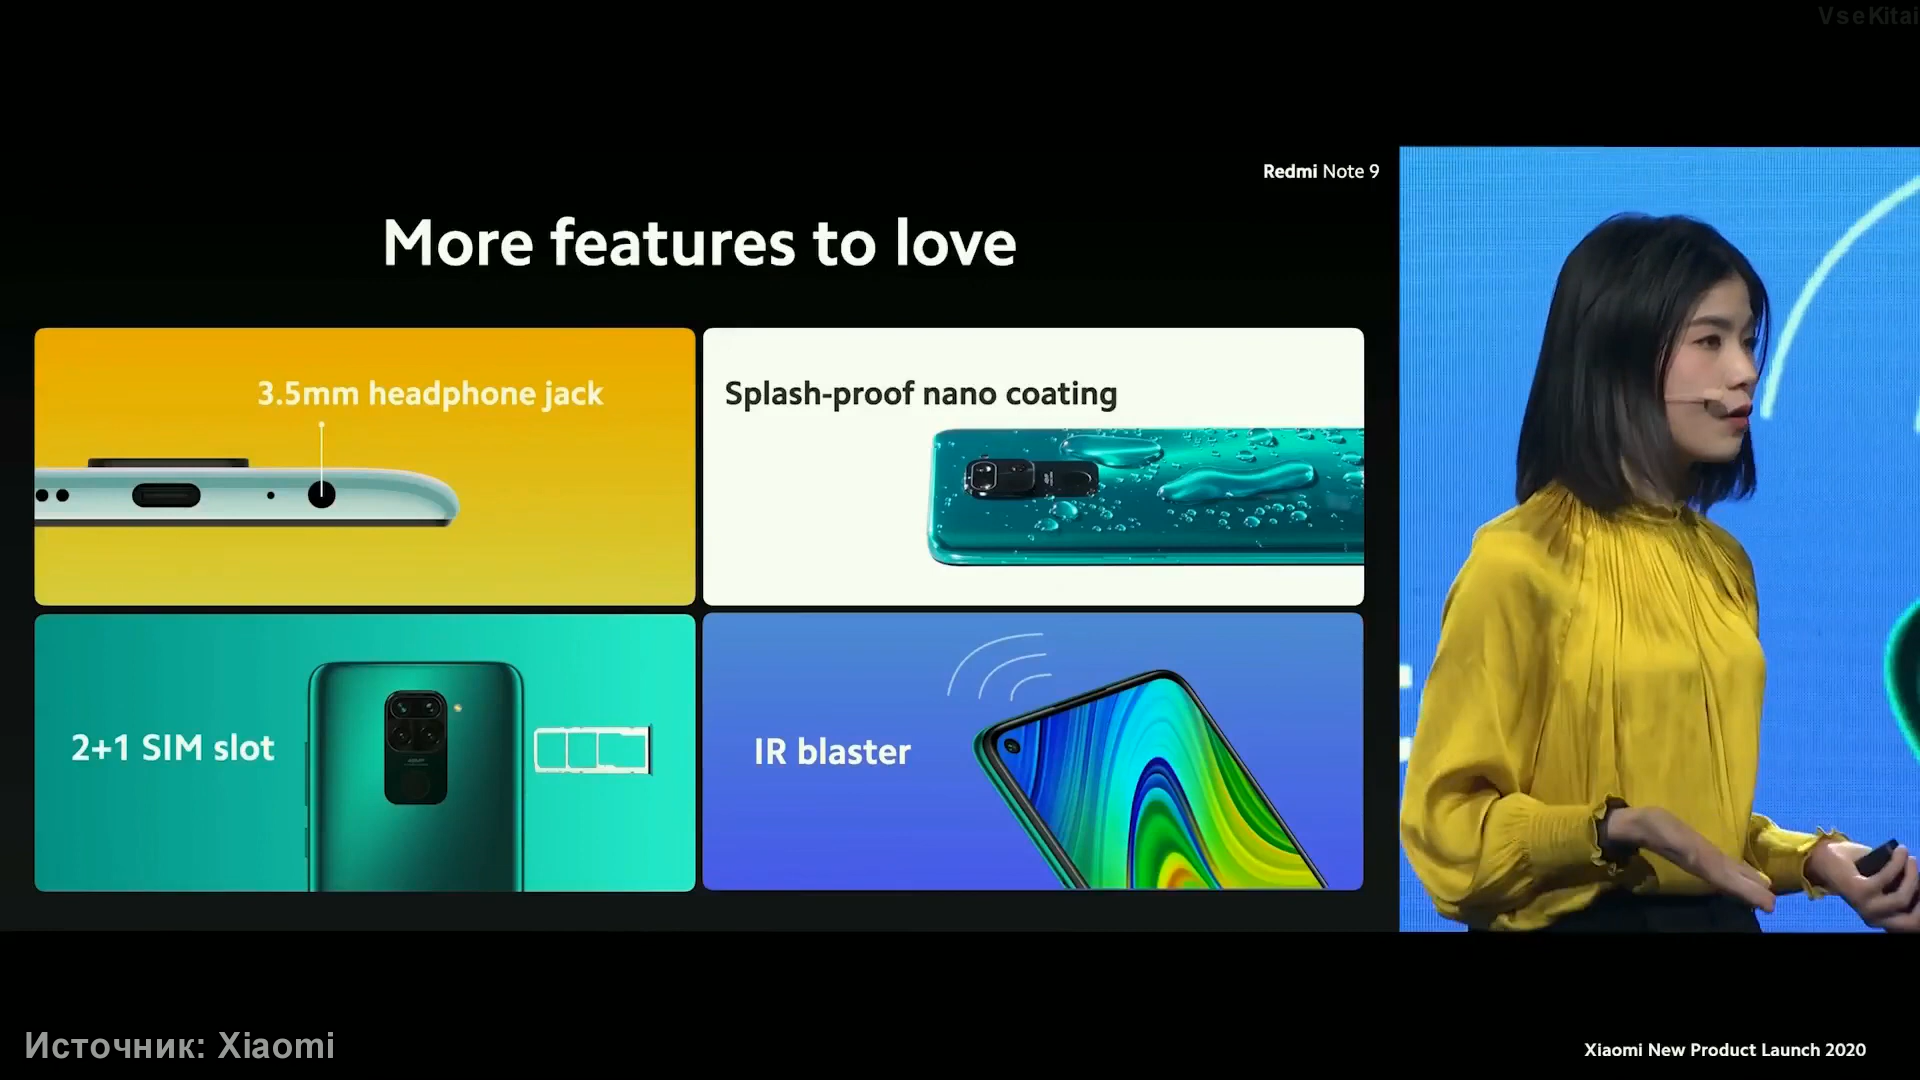 VseKitai
Redmi Note 9
More features to love
3.5mm headphone jack
Splash-proof nano coating
2+1 SIM slot
IR blaster
Источник: Xiaomi
Xiaomi New Product Launch 2020